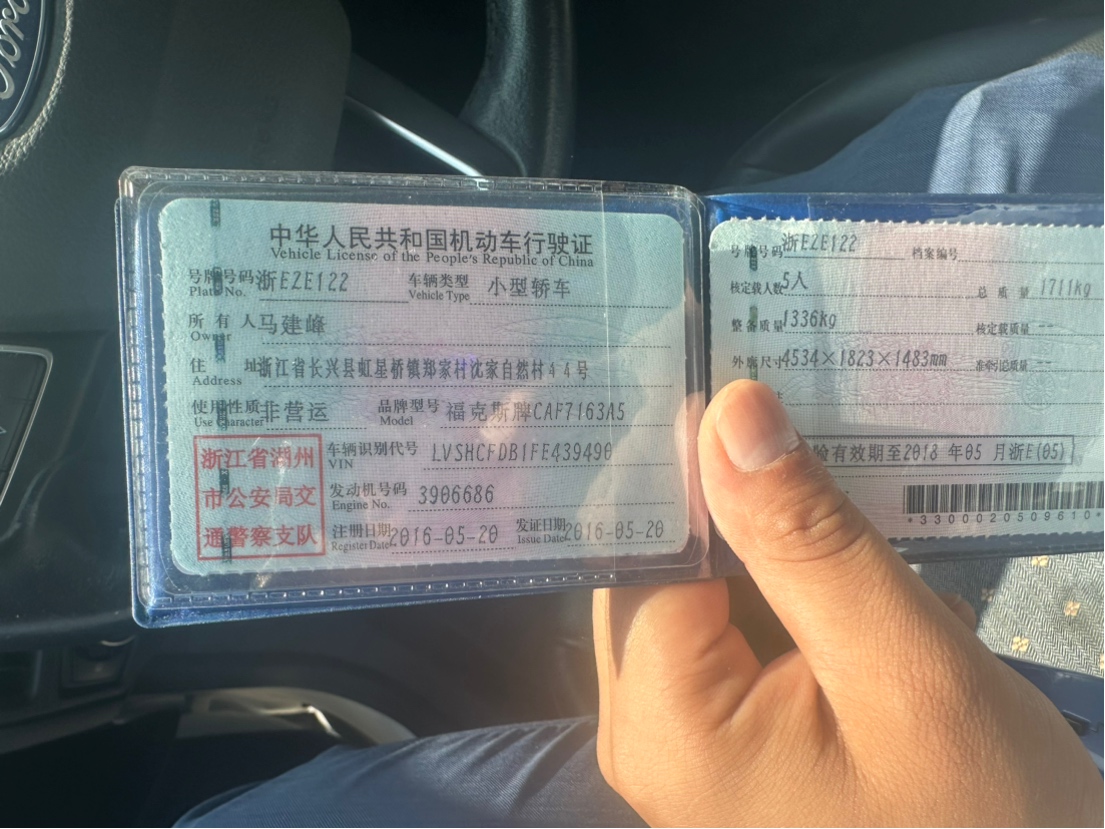 Ford
中华人民共和国机动车行驶证
Vehicle License of the People's Republic of China
号牌号码 浙EZE122 车辆类型 小型轿车
Plate No. Vehicle Type
所有人 马建峰
Owner
住址 浙江省长兴县虹星桥镇郑家村沈家自然村44号
Address
使用性质 非营运 品牌型号 福克斯牌CAF7163A5
Use Character Model
浙江省湖州
市公安局交
通警察支队
车辆识别代号 LVSHCFDB1FE439490
VIN
发动机号码 3906686
Engine No.
注册日期 2016-05-20 发证日期 2016-05-20
Register Date Issue Date
号牌号码 浙EZE122 档案编号
核定载人数 5人 总质量 1711kg
整备质量 1336kg 核定载质量 --
外廓尺寸 4534×1823×1483mm 准牵引总质量 --
验有效期至2018年05月浙E(05)
*3300020509610*